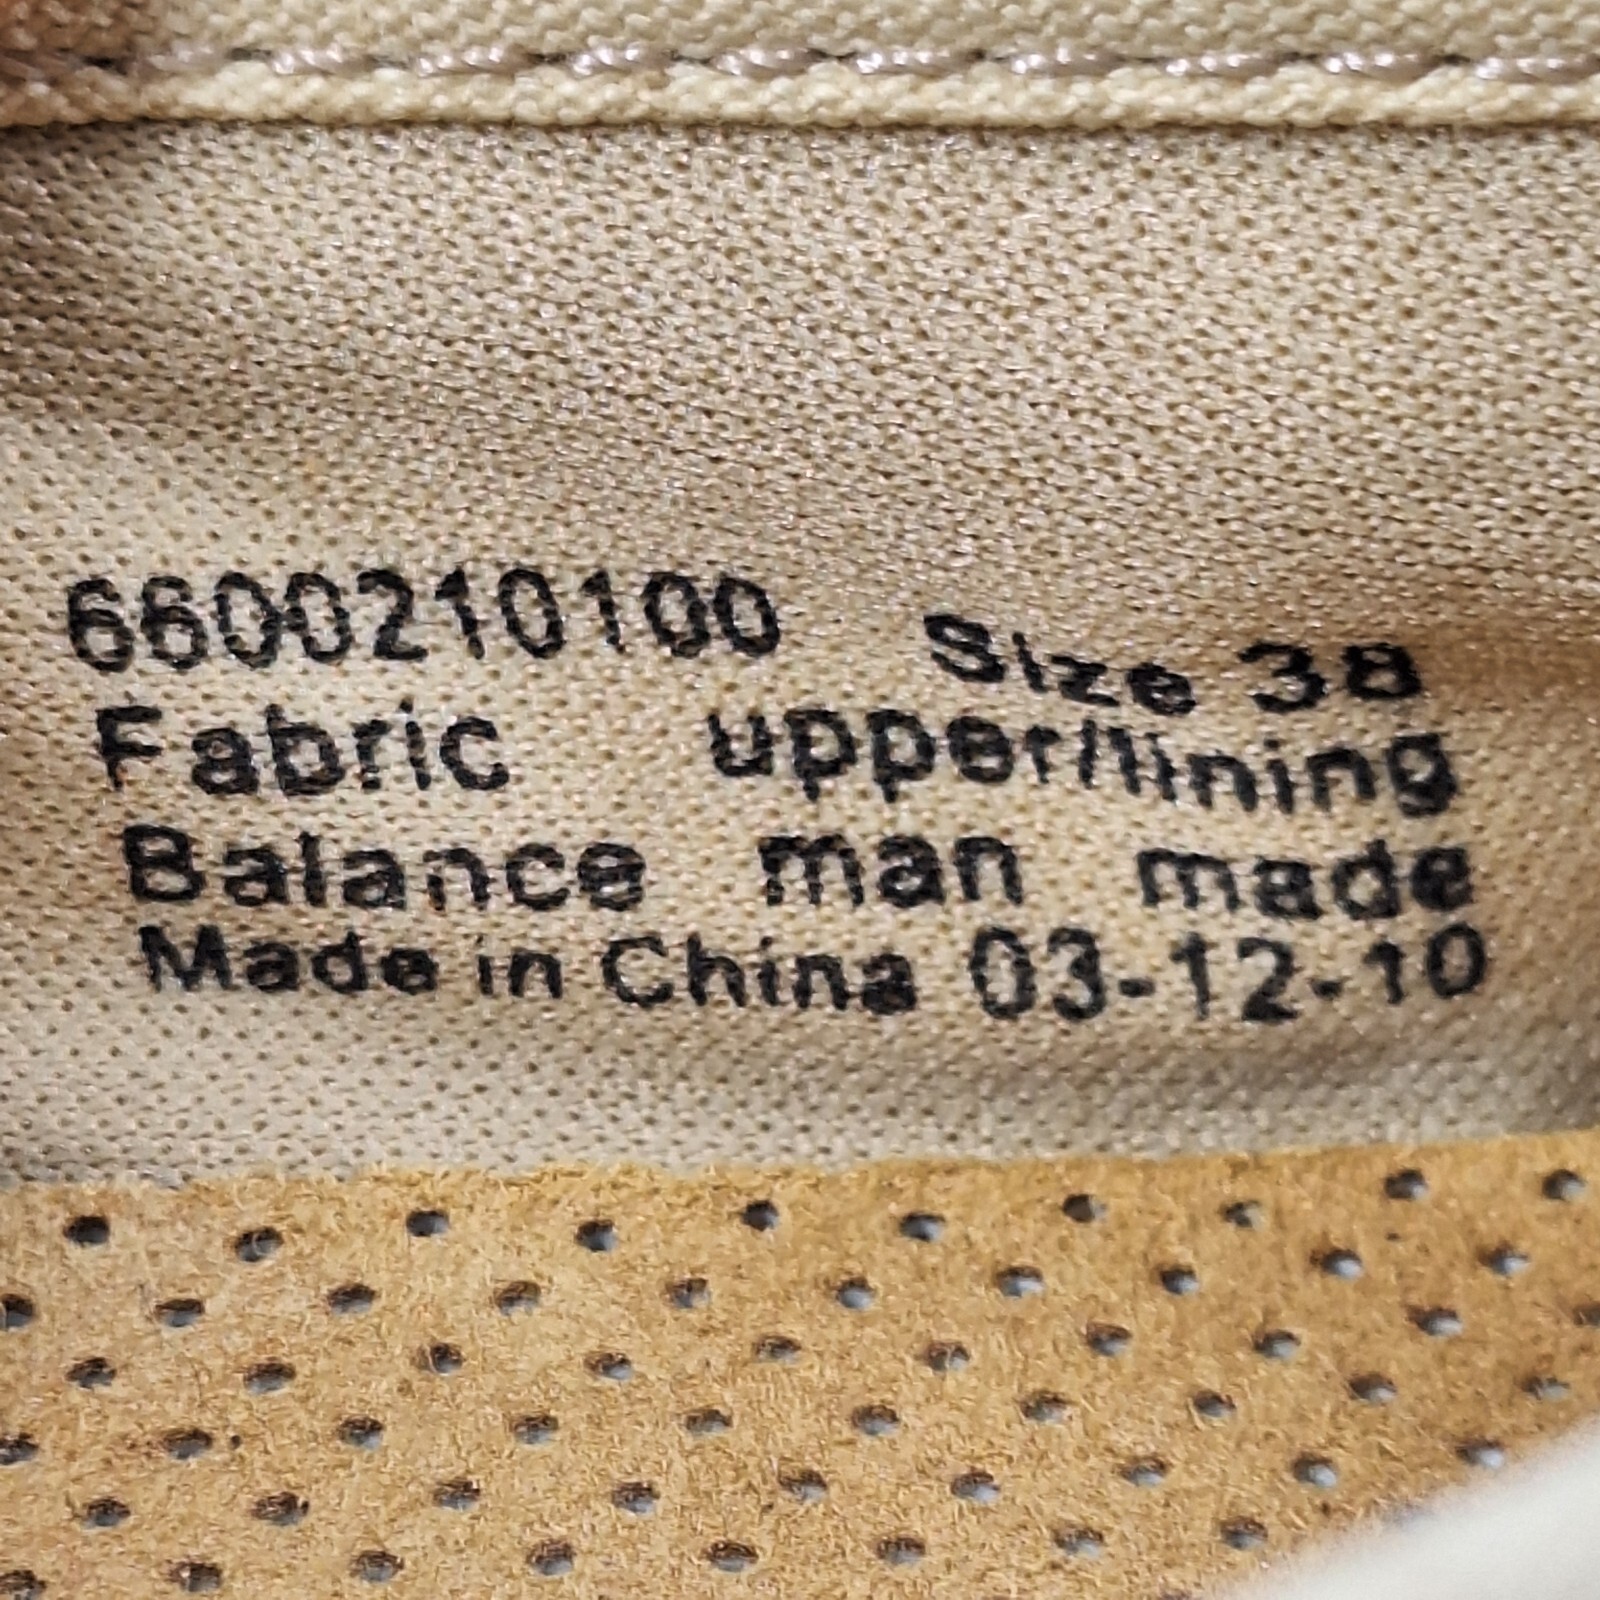 6600210100 Size 38
Fabric upper/lining
Balance man made
Made in China 03-12-10